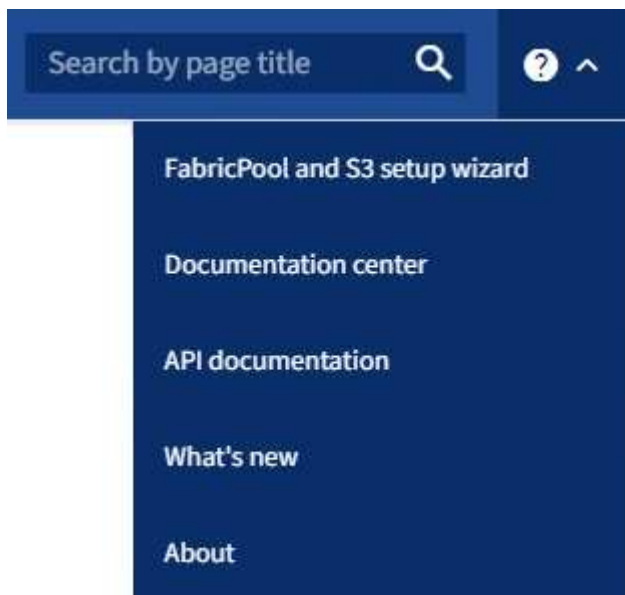 Search by page title
FabricPool and S3 setup wizard
Documentation center
API documentation
What's new
About